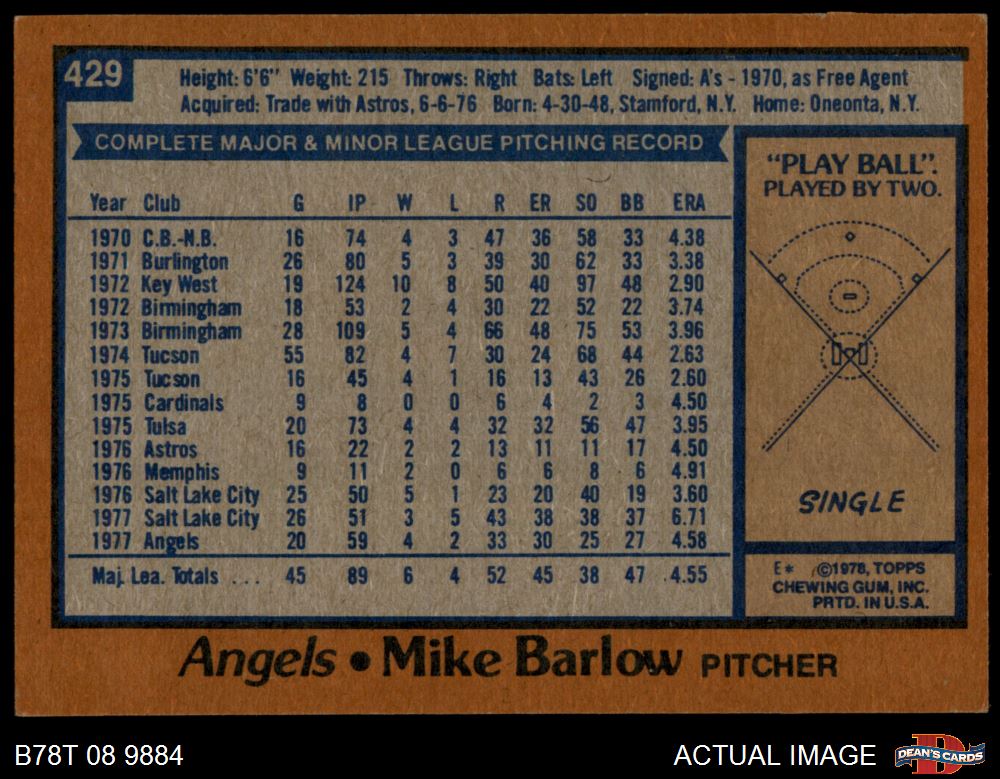 429
Height: 6'6" Weight: 215 Throws: Right Bats: Left Signed: A's - 1970, as Free Agent
Acquired: Trade with Astros, 6-6-76 Born: 4-30-48, Stamford, N.Y. Home: Oneonta, N.Y.
COMPLETE MAJOR & MINOR LEAGUE PITCHING RECORD
Year Club G IP W L R ER SO BB ERA
1970 C.B.-N.B. 16 74 4 3 47 36 58 33 4.38
1971 Burlington 26 80 5 3 39 30 62 33 3.38
1972 Key West 19 124 10 8 50 40 97 48 2.90
1972 Birmingham 18 53 2 4 30 22 52 22 3.74
1973 Birmingham 28 109 5 4 66 48 75 53 3.96
1974 Tucson 55 82 4 7 30 24 68 44 2.63
1975 Tucson 16 45 4 1 16 13 43 26 2.60
1975 Cardinals 9 8 0 0 6 4 2 3 4.50
1975 Tulsa 20 73 4 4 32 32 56 47 3.95
1976 Astros 16 22 2 2 13 11 11 17 4.50
1976 Memphis 9 11 2 0 6 6 8 6 4.91
1976 Salt Lake City 25 50 5 1 23 20 40 19 3.60
1977 Salt Lake City 26 51 3 5 43 38 38 37 6.71
1977 Angels 20 59 4 2 33 30 25 27 4.58
Maj. Lea. Totals ... 45 89 6 4 52 45 38 47 4.55
"PLAY BALL".
PLAYED BY TWO.
SINGLE
E* ©1978, TOPPS
CHEWING GUM, INC.
PRTD. IN U.S.A.
Angels • Mike Barlow PITCHER
B78T 08 9884
ACTUAL IMAGE
DEAN'S CARDS